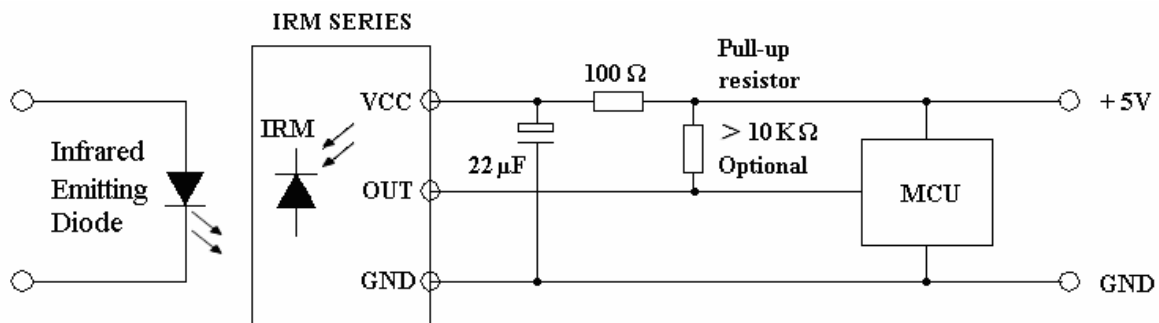 IRM SERIES
Pull-up
resistor
100 Ω
VCC
+ 5V
IRM
> 10 K Ω
Optional
Infrared
Emitting
Diode
22 μF
OUT
MCU
GND
GND